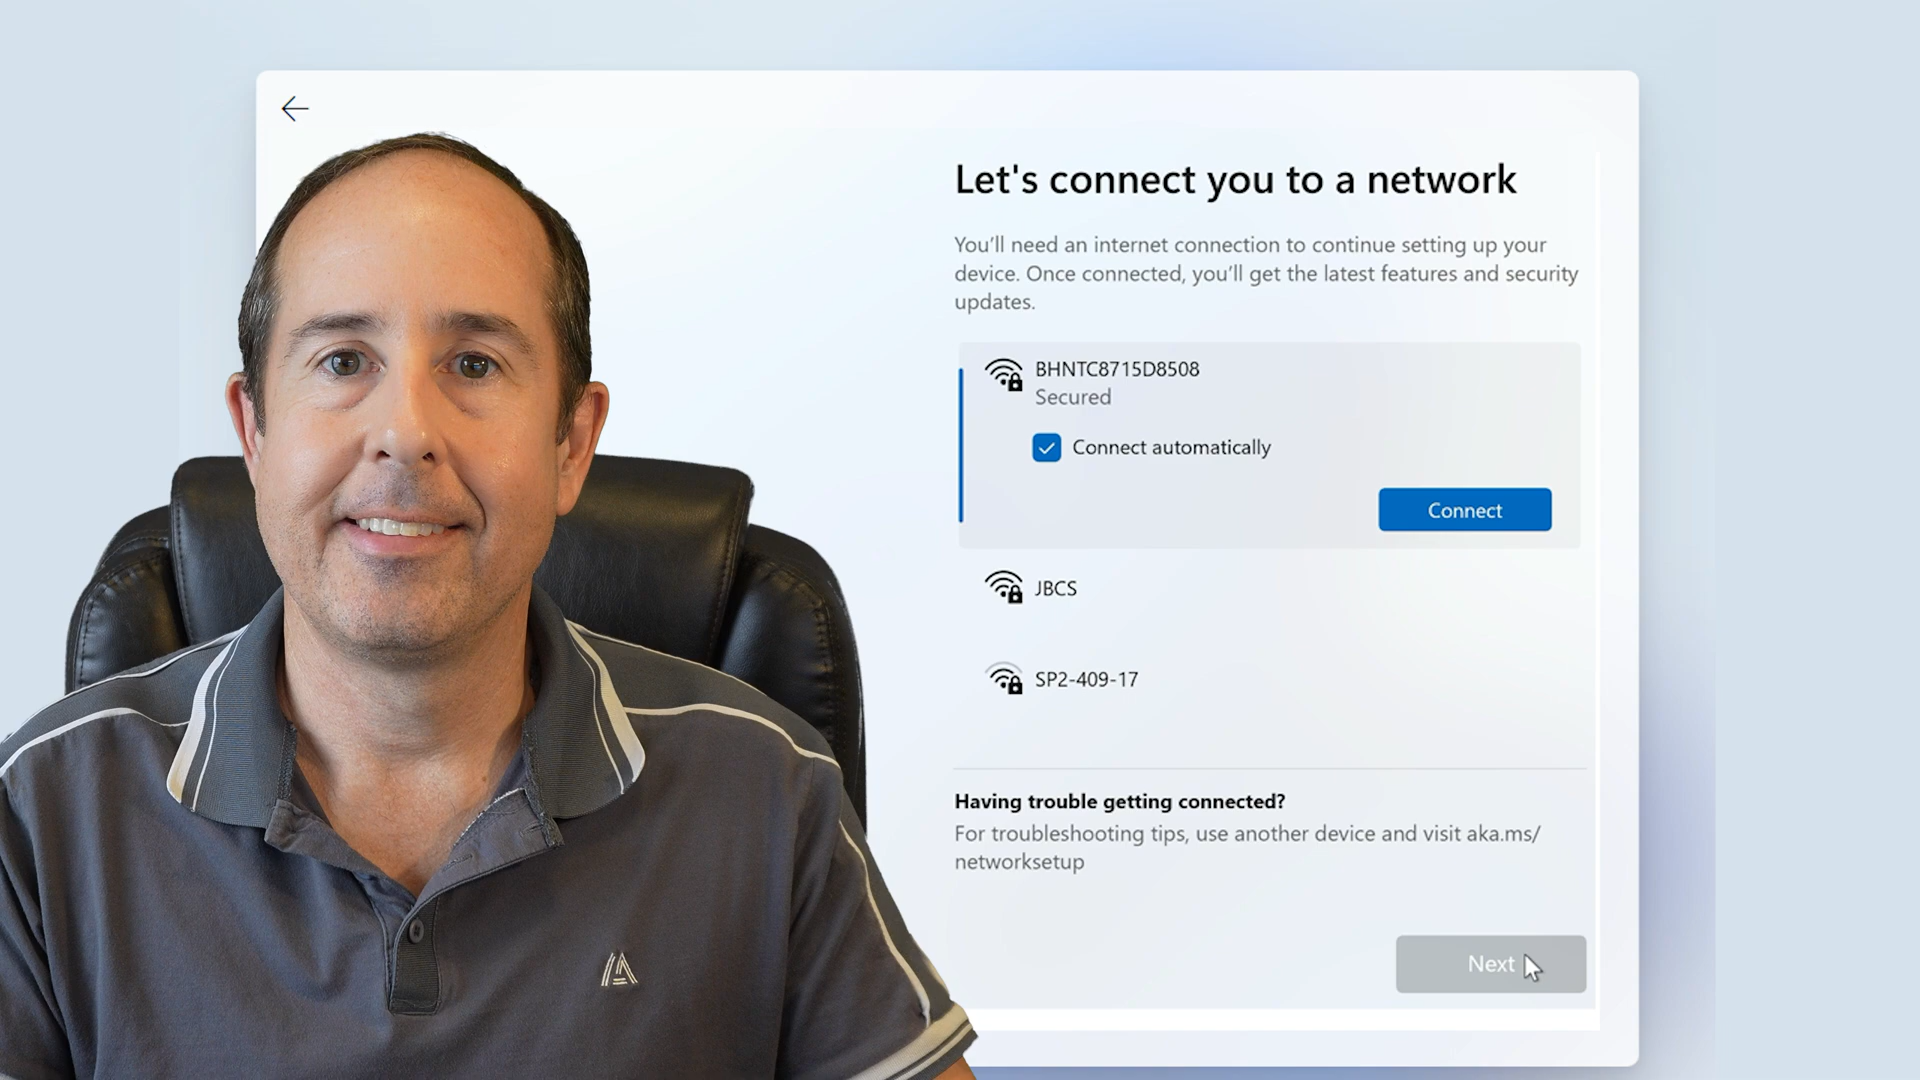 Let's connect you to a network
You'll need an internet connection to continue setting up your
device. Once connected, you'll get the latest features and security
updates.
BHNTC8715D8508
Secured
Connect automatically
Connect
JBCS
SP2-409-17
Having trouble getting connected?
For troubleshooting tips, use another device and visit aka.ms/
networksetup
Next